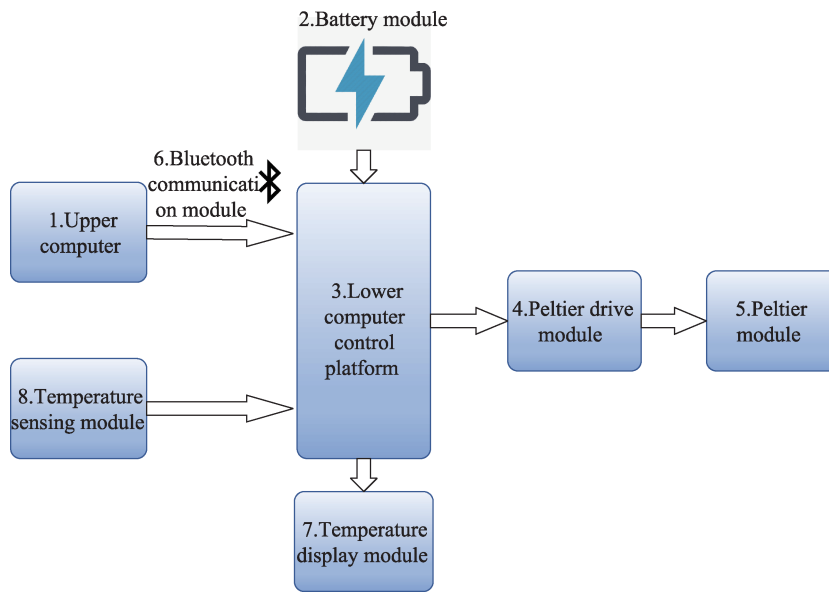 2.Battery module
6.Bluetooth
communicati
on module
1.Upper
computer
3.Lower
computer
control
platform
4.Peltier drive
module
5.Peltier
module
8.Temperature
sensing module
7.Temperature
display module